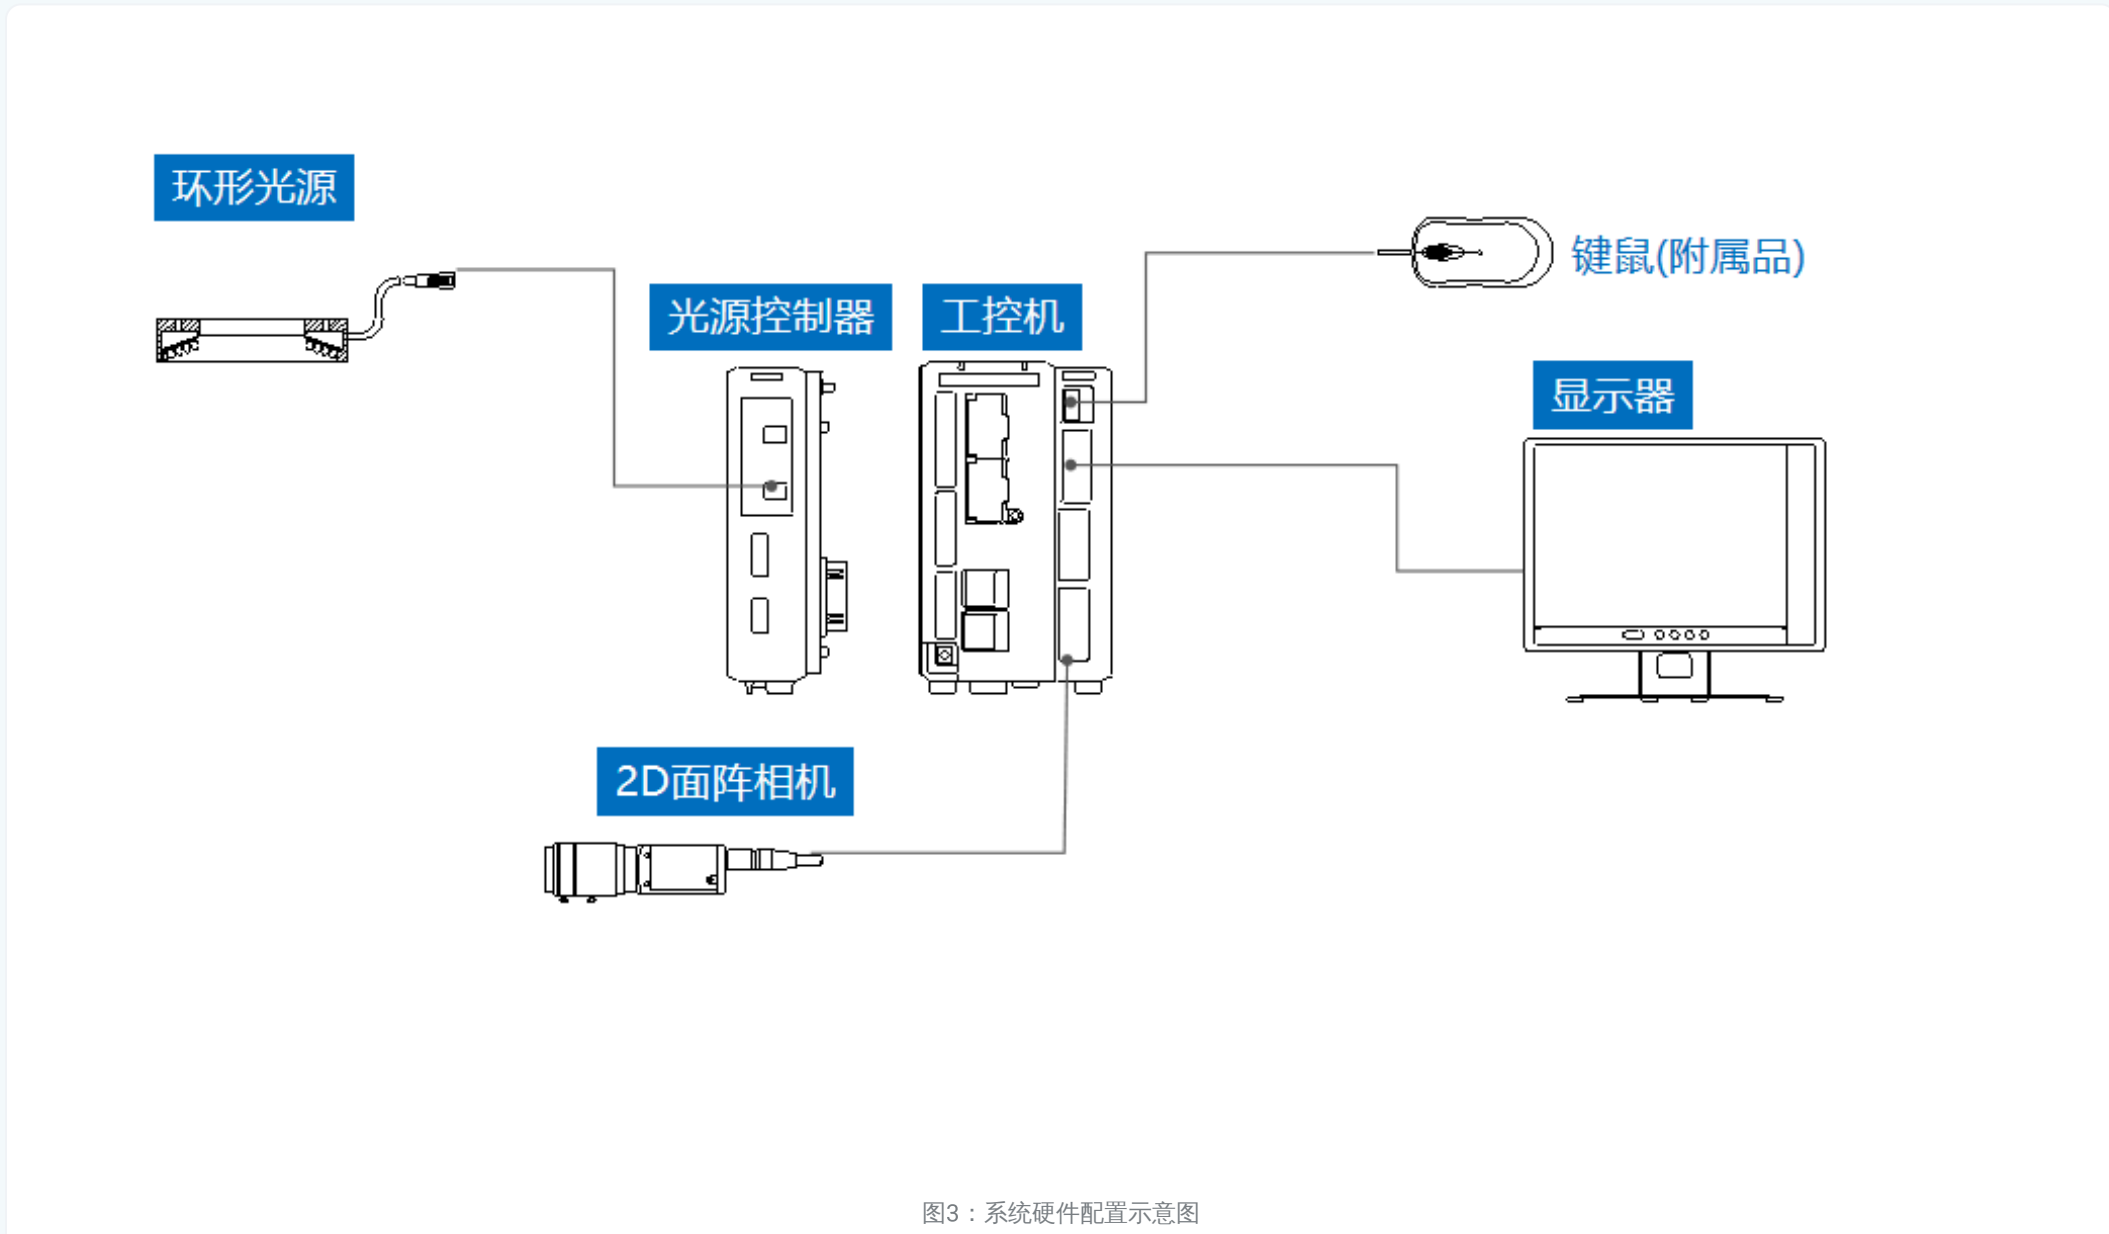 环形光源
光源控制器
工控机
键鼠(附属品)
显示器
2D面阵相机
图3：系统硬件配置示意图